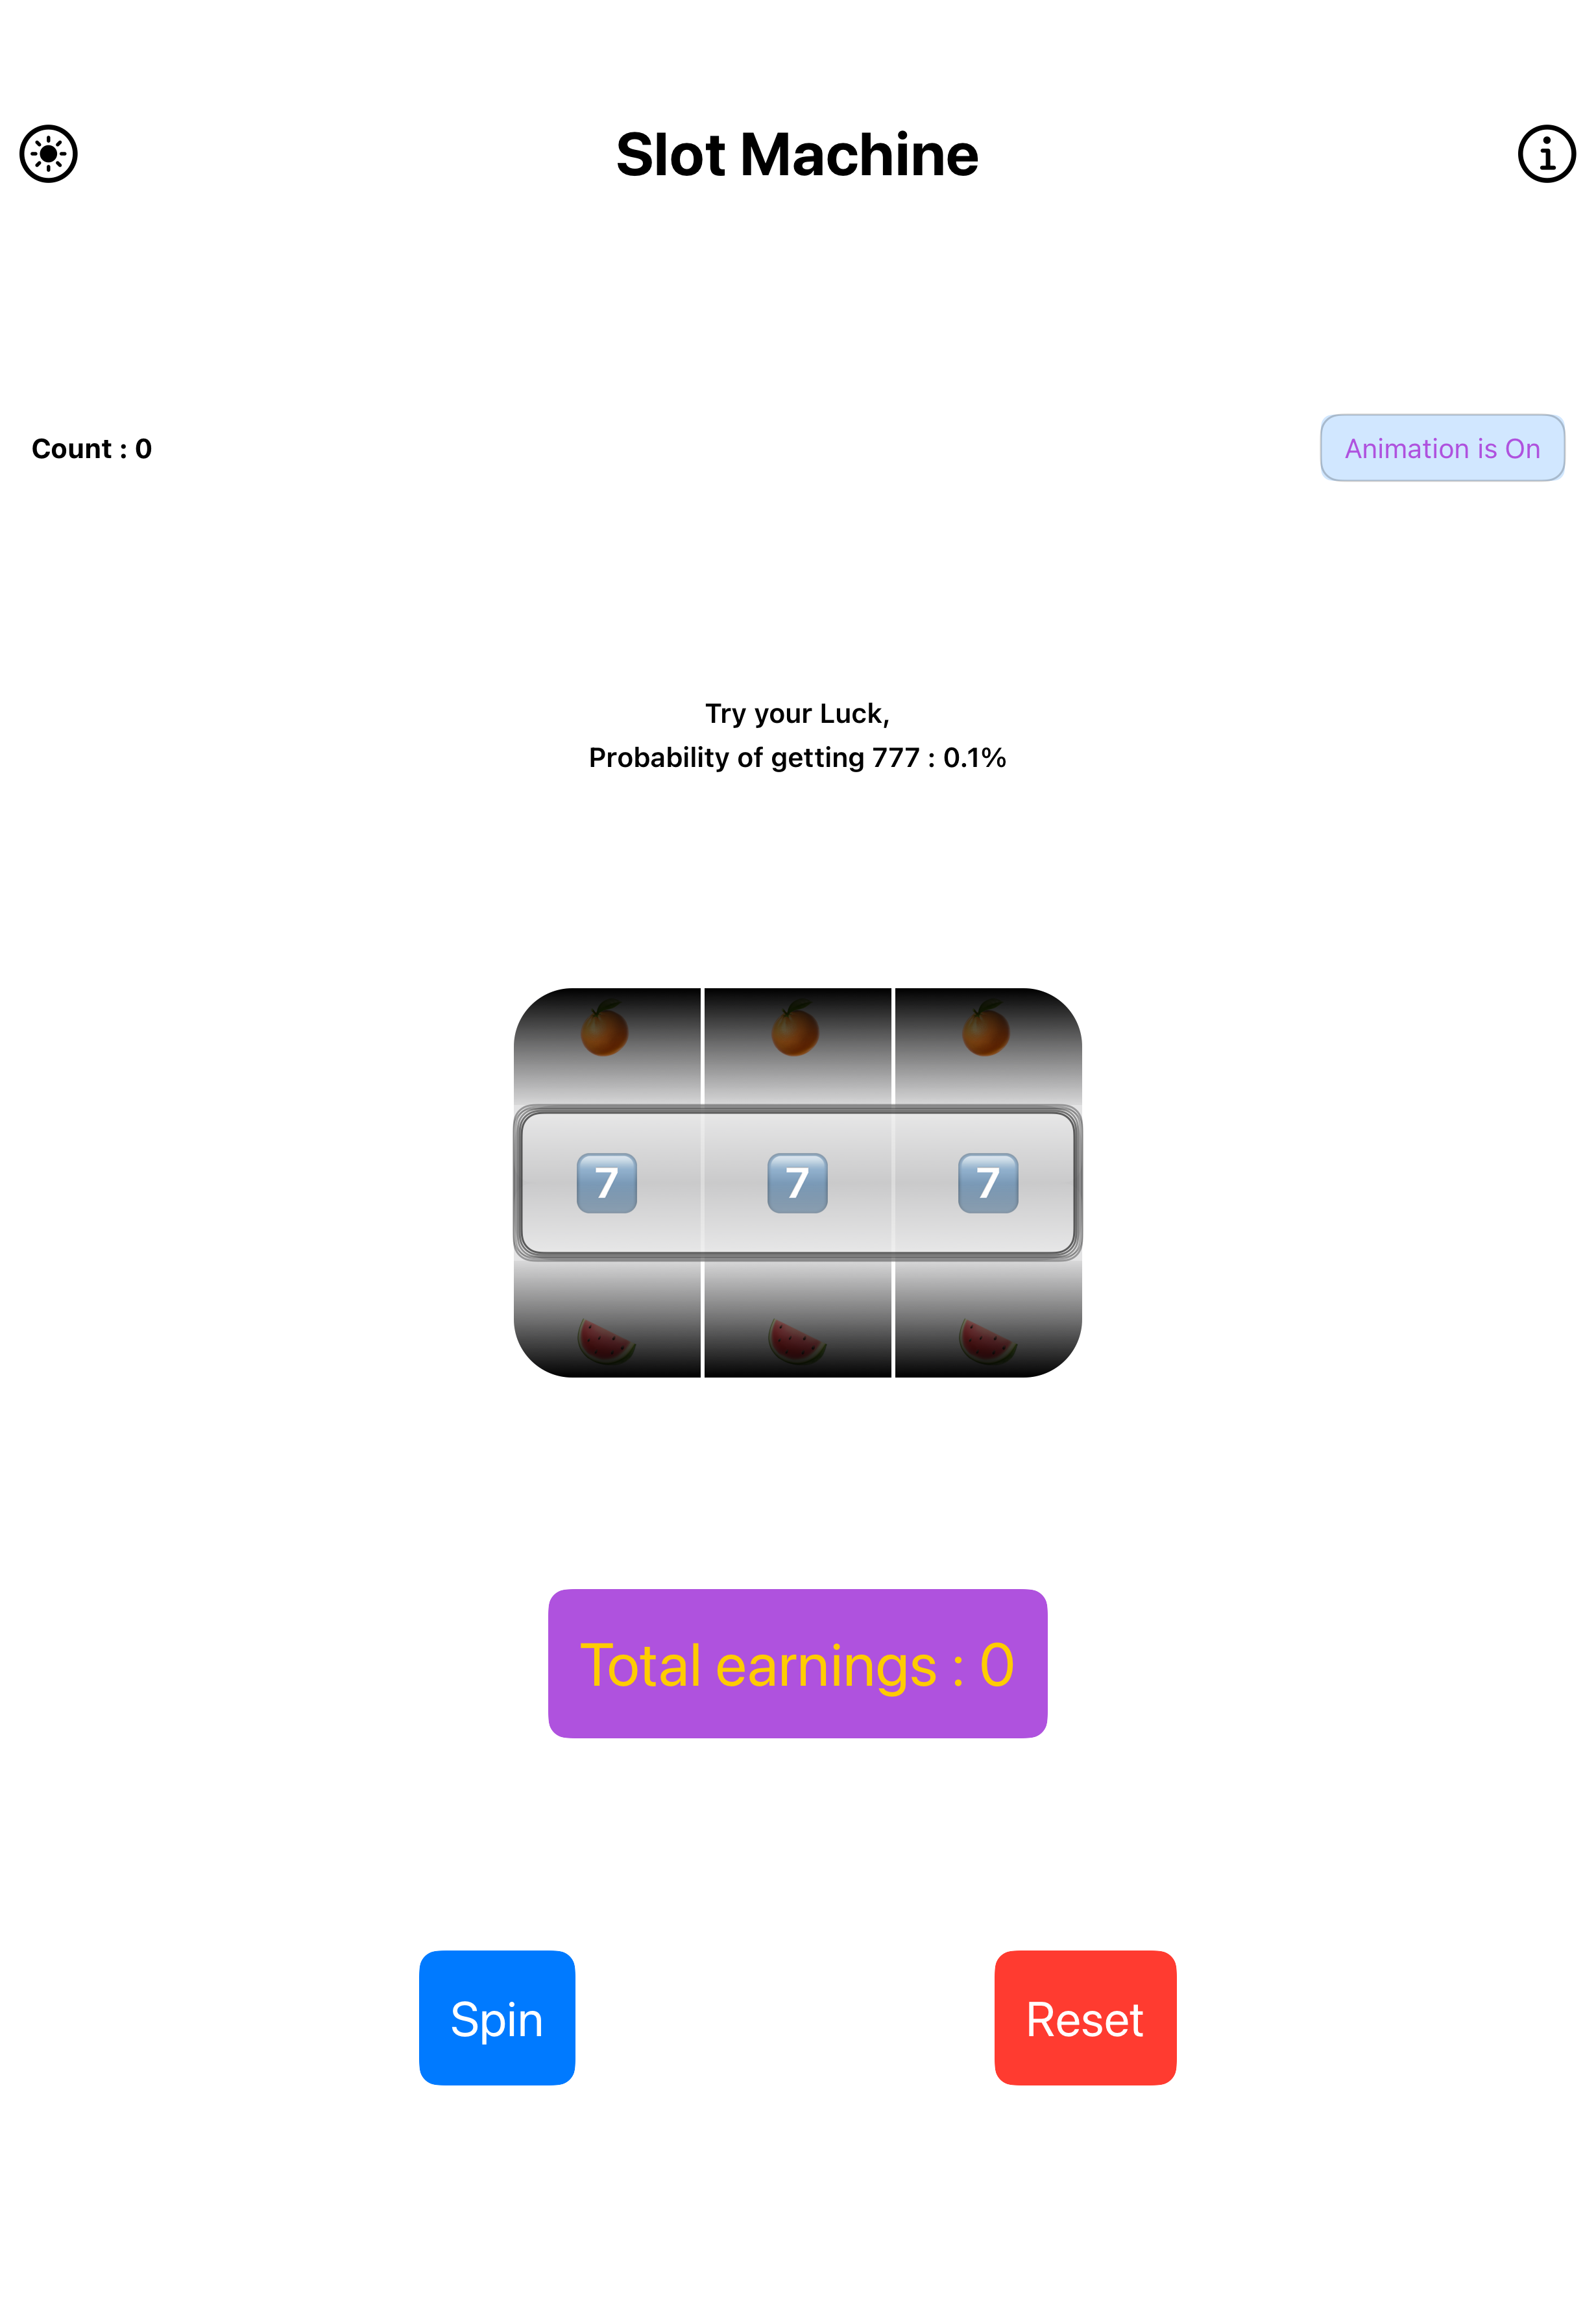 Slot Machine
Count : 0
Animation is On
Try your Luck,
Probability of getting 777 : 0.1%
7 7 7
Total earnings : 0
Spin
Reset